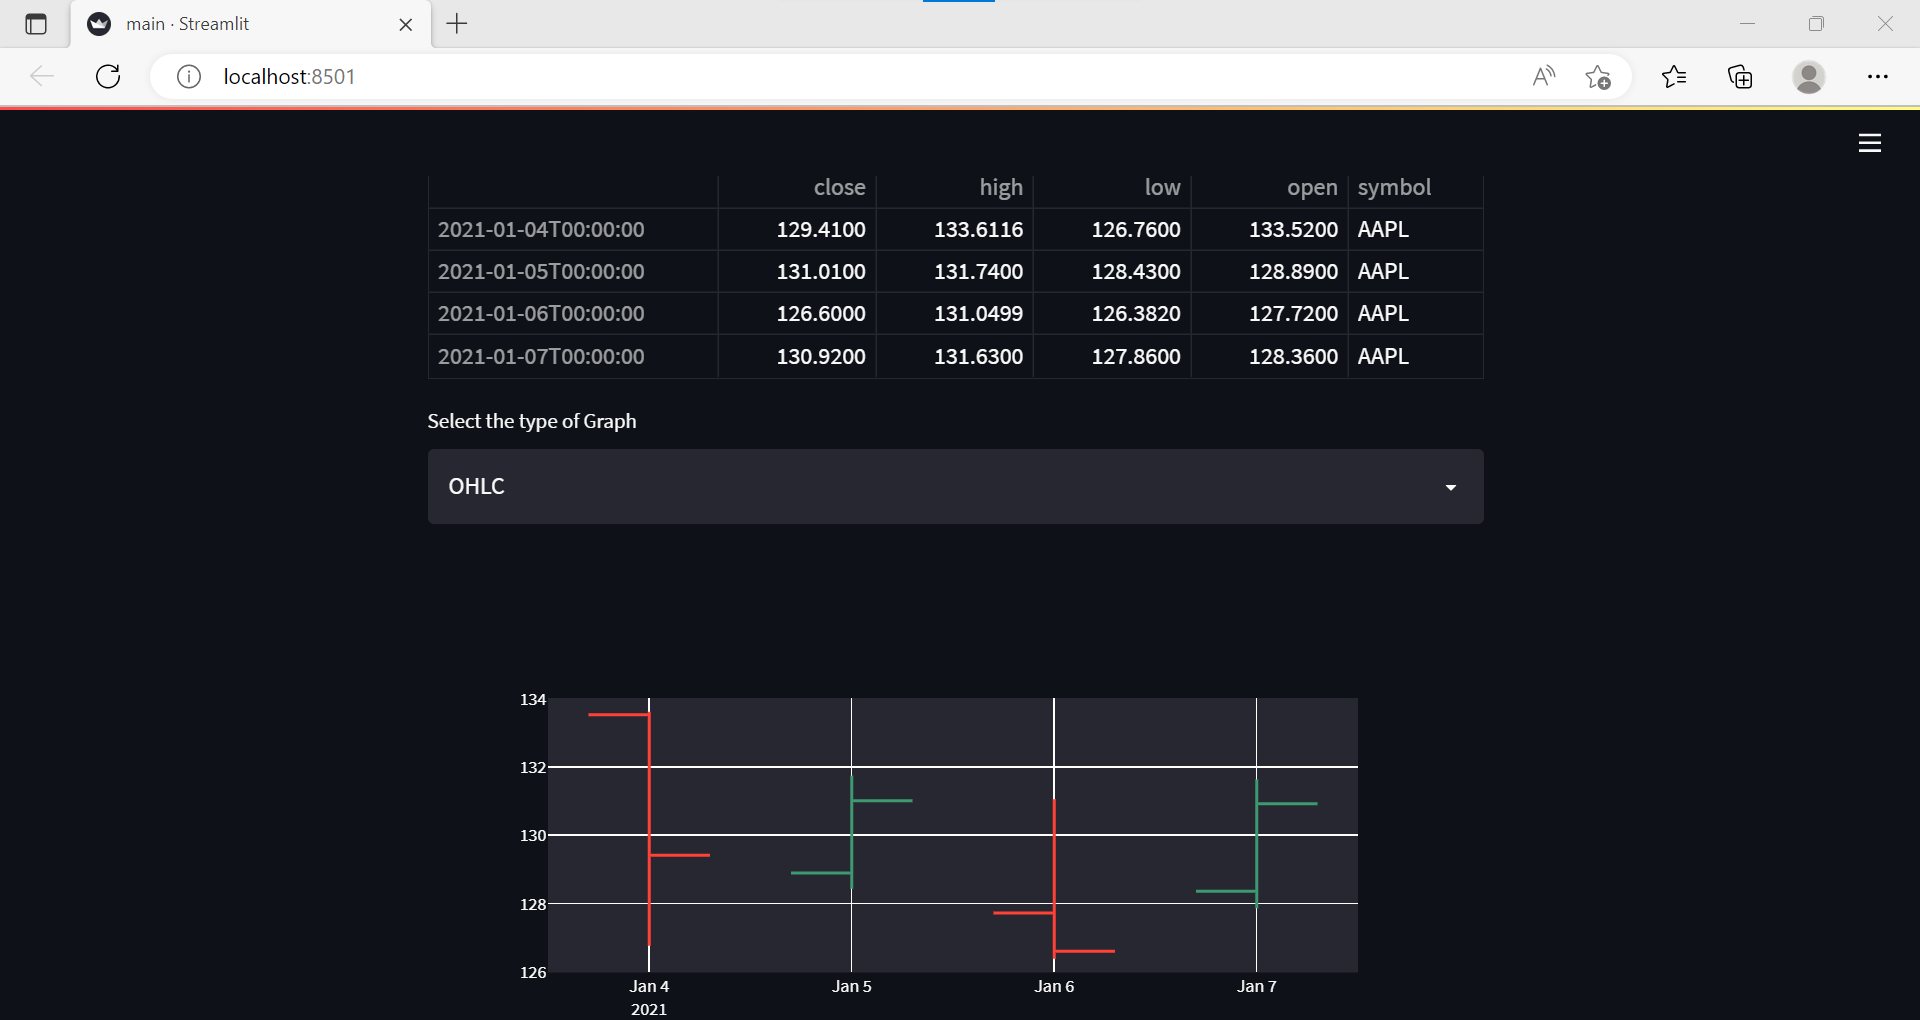 main · Streamlit
localhost:8501
close high low open symbol
2021-01-04T00:00:00 129.4100 133.6116 126.7600 133.5200 AAPL
2021-01-05T00:00:00 131.0100 131.7400 128.4300 128.8900 AAPL
2021-01-06T00:00:00 126.6000 131.0499 126.3820 127.7200 AAPL
2021-01-07T00:00:00 130.9200 131.6300 127.8600 128.3600 AAPL
Select the type of Graph
OHLC
134
132
130
128
126
Jan 4 Jan 5 Jan 6 Jan 7
2021